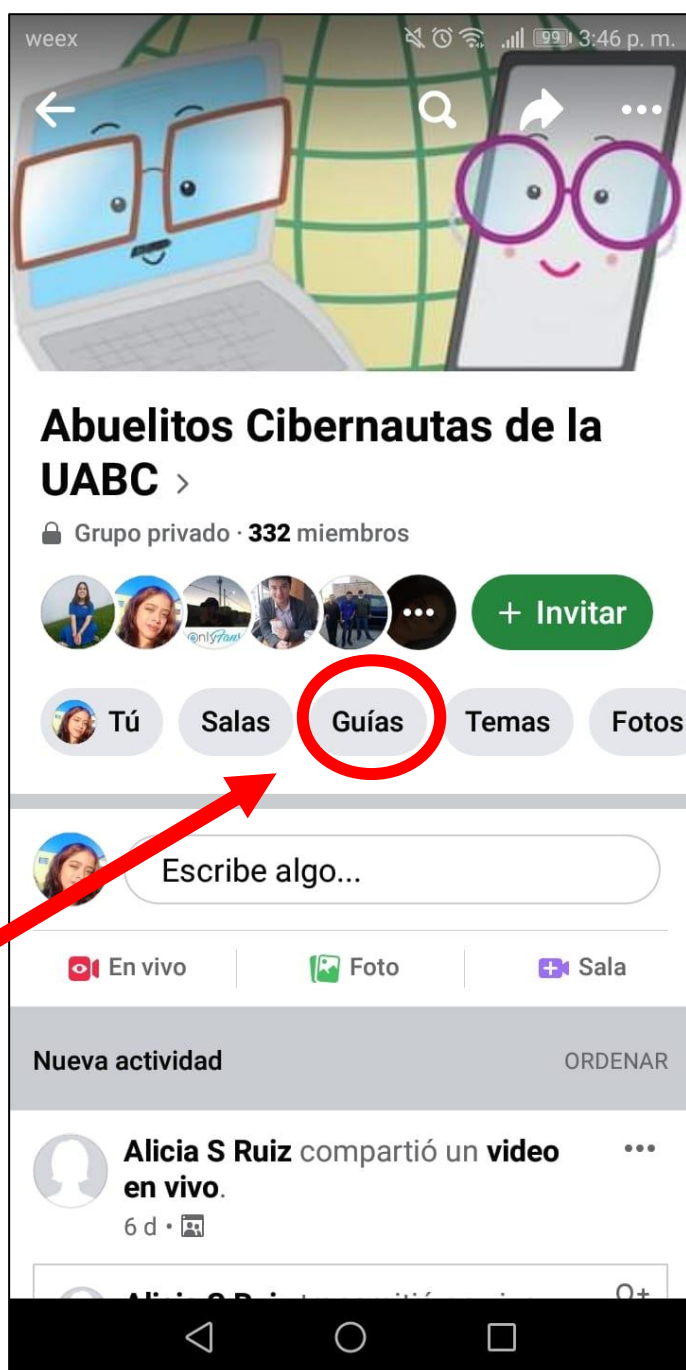 weex 99 3:46 p. m.
Abuelitos Cibernautas de la
UABC >
Grupo privado · 332 miembros
OnlyFans
+ Invitar
Tú Salas Guías Temas Fotos
Escribe algo...
En vivo Foto Sala
Nueva actividad ORDENAR
Alicia S Ruiz compartió un video
en vivo.
6 d •